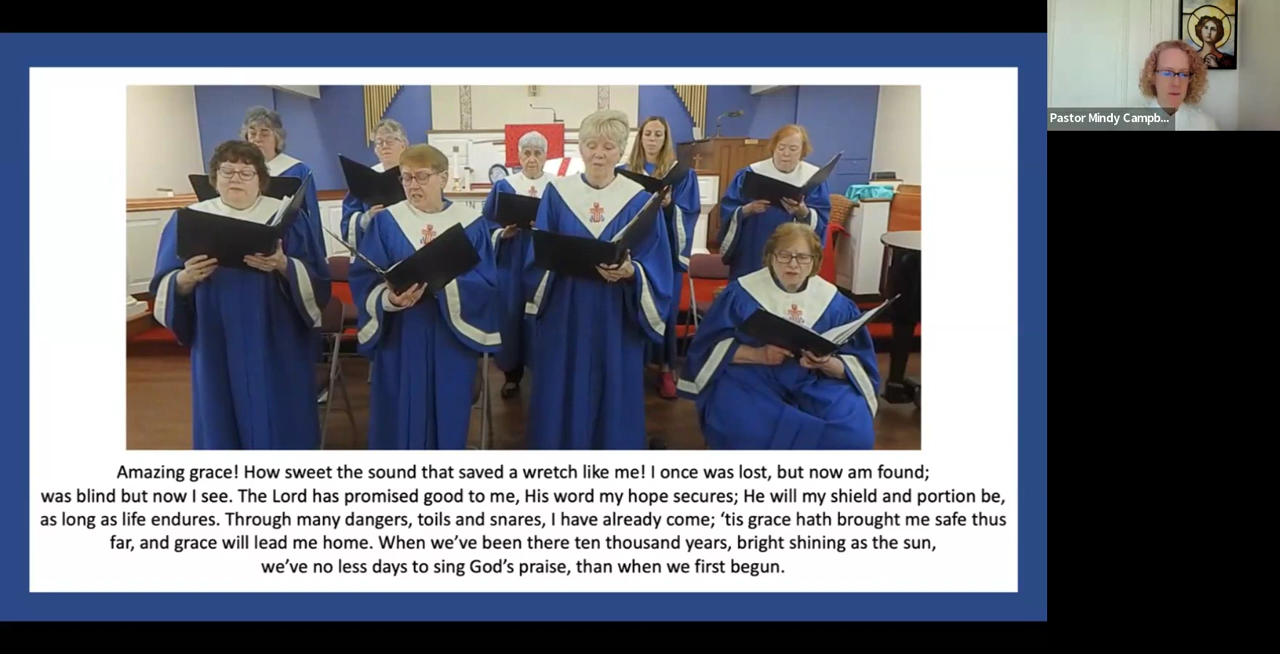 Amazing grace! How sweet the sound that saved a wretch like me! I once was lost, but now am found;
was blind but now I see. The Lord has promised good to me, His word my hope secures; He will my shield and portion be,
as long as life endures. Through many dangers, toils and snares, I have already come; ‘tis grace hath brought me safe thus
far, and grace will lead me home. When we’ve been there ten thousand years, bright shining as the sun,
we’ve no less days to sing God’s praise, than when we first begun.
Pastor Mindy Campb...